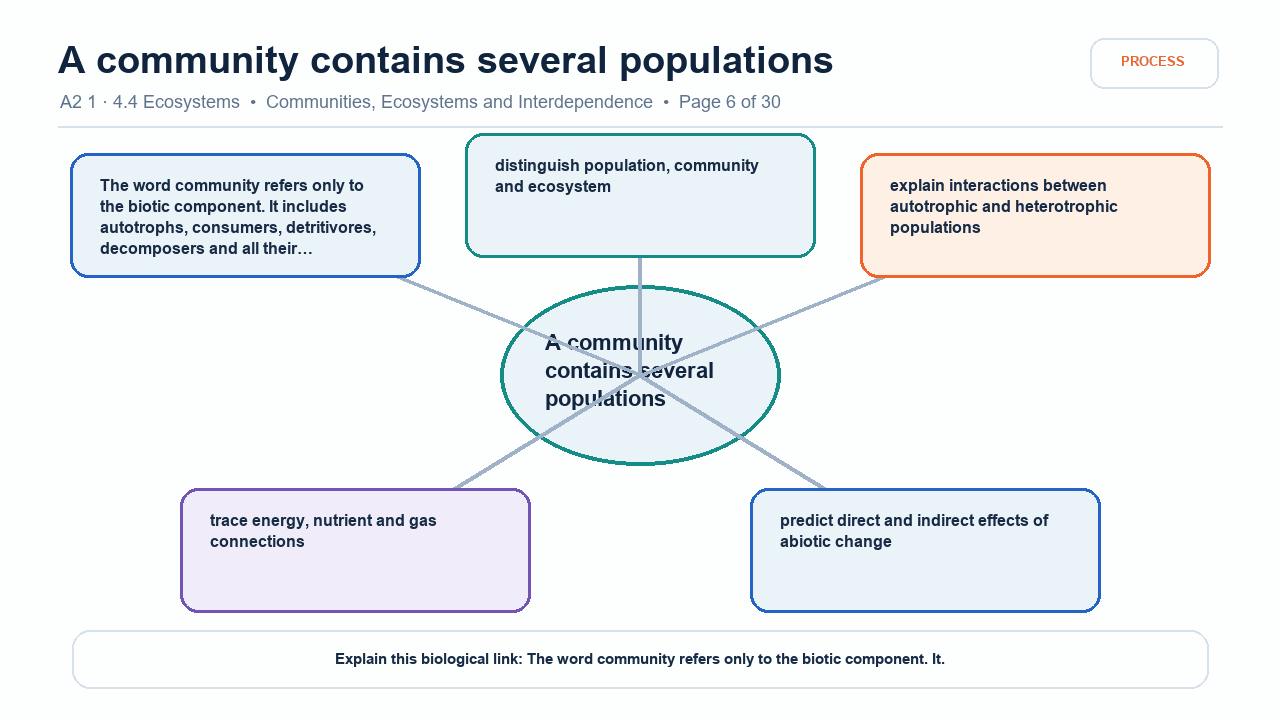 A community contains several populations
PROCESS
A2 1 · 4.4 Ecosystems • Communities, Ecosystems and Interdependence • Page 6 of 30
The word community refers only to
the biotic component. It includes
autotrophs, consumers, detritivores,
decomposers and all their…
distinguish population, community
and ecosystem
explain interactions between
autotrophic and heterotrophic
populations
A community
contains several
populations
trace energy, nutrient and gas
connections
predict direct and indirect effects of
abiotic change
Explain this biological link: The word community refers only to the biotic component. It.